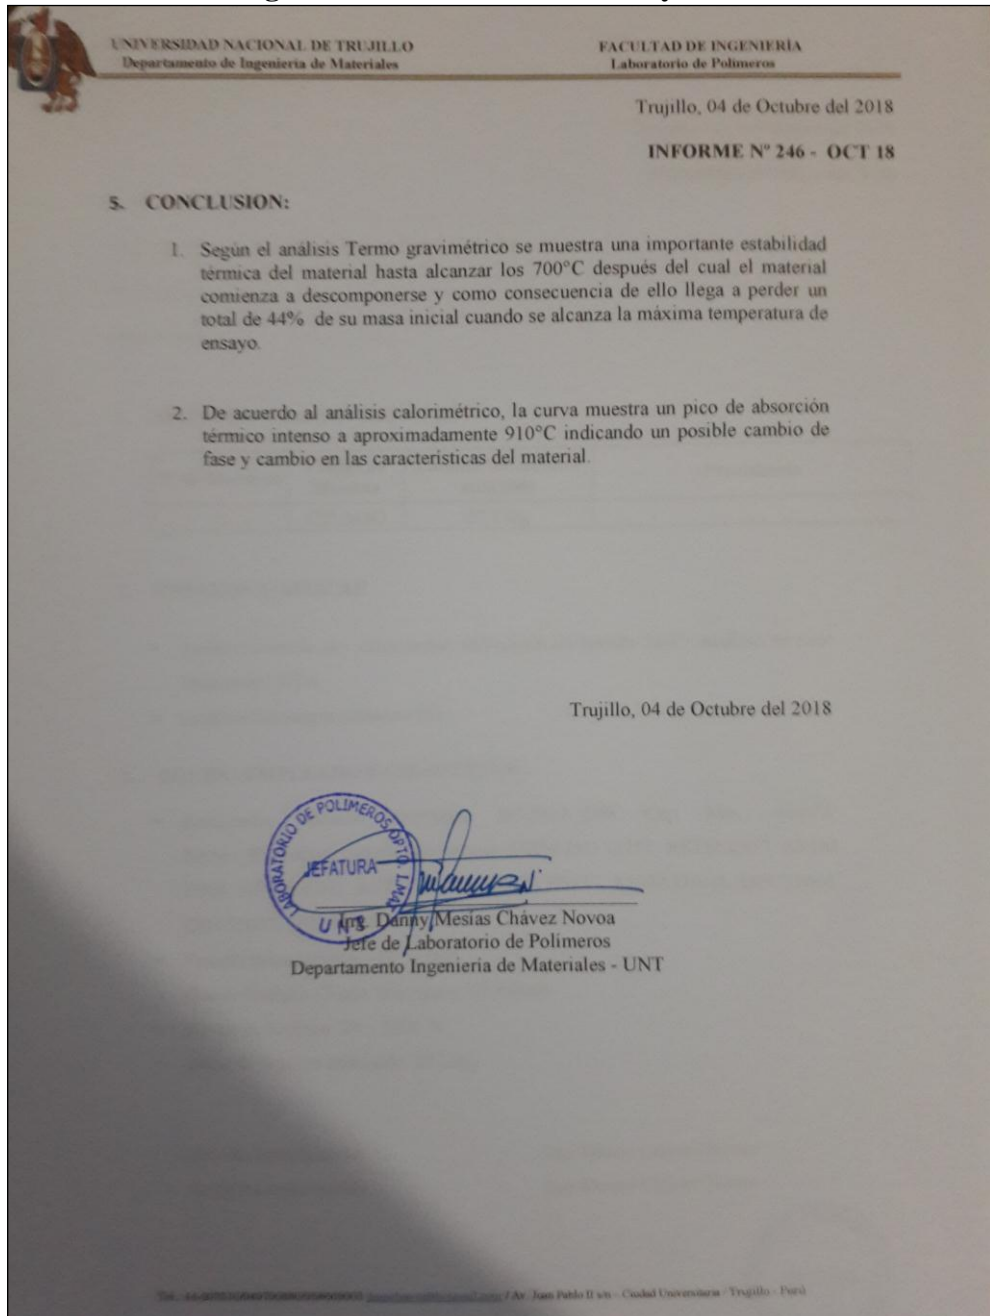 UNIVERSIDAD NACIONAL DE TRUJILLO
Departamento de Ingeniería de Materiales
FACULTAD DE INGENIERÍA
Laboratorio de Polímeros
Trujillo, 04 de Octubre del 2018
INFORME Nº 246 - OCT 18
5. CONCLUSION:
1. Según el análisis Termo gravimétrico se muestra una importante estabilidad
térmica del material hasta alcanzar los 700°C después del cual el material
comienza a descomponerse y como consecuencia de ello llega a perder un
total de 44% de su masa inicial cuando se alcanza la máxima temperatura de
ensayo.
2. De acuerdo al análisis calorimétrico, la curva muestra un pico de absorción
térmico intenso a aproximadamente 910°C indicando un posible cambio de
fase y cambio en las características del material.
Trujillo, 04 de Octubre del 2018
LABORATORIO DE POLIMEROS DPTO. I.MAT
JEFATURA
Ing. Danny Mesías Chávez Novoa
Jefe de Laboratorio de Polímeros
Departamento Ingeniería de Materiales - UNT
/ Av. Juan Pablo II s/n - Ciudad Universitaria / Trujillo - Perú